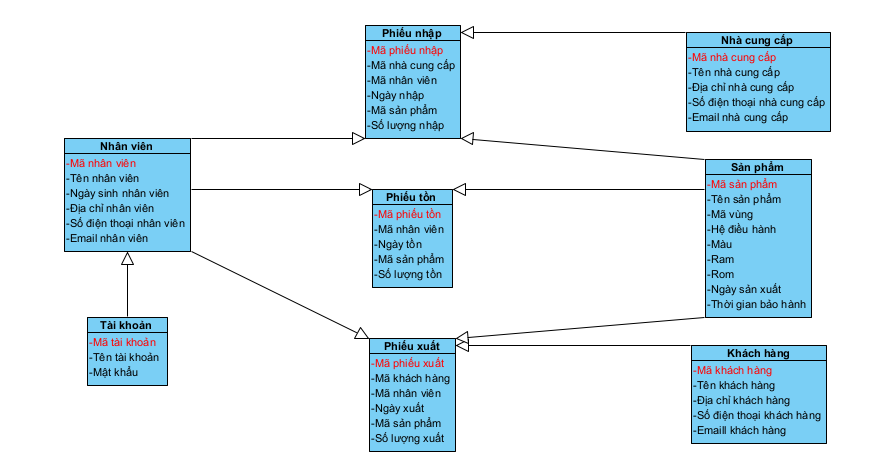 Phiếu nhập
-Mã phiếu nhập
-Mã nhà cung cấp
-Mã nhân viên
-Ngày nhập
-Mã sản phẩm
-Số lượng nhập
Nhà cung cấp
-Mã nhà cung cấp
-Tên nhà cung cấp
-Địa chỉ nhà cung cấp
-Số điện thoại nhà cung cấp
-Email nhà cung cấp
Nhân viên
-Mã nhân viên
-Tên nhân viên
-Ngày sinh nhân viên
-Địa chỉ nhân viên
-Số điện thoại nhân viên
-Email nhân viên
Phiếu tồn
-Mã phiếu tồn
-Mã nhân viên
-Ngày tồn
-Mã sản phẩm
-Số lượng tồn
Sản phẩm
-Mã sản phẩm
-Tên sản phẩm
-Mã vùng
-Hệ điều hành
-Màu
-Ram
-Rom
-Ngày sản xuất
-Thời gian bảo hành
Tài khoản
-Mã tài khoản
-Tên tài khoản
-Mật khẩu
Phiếu xuất
-Mã phiếu xuất
-Mã khách hàng
-Mã nhân viên
-Ngày xuất
-Mã sản phẩm
-Số lượng xuất
Khách hàng
-Mã khách hàng
-Tên khách hàng
-Địa chỉ khách hàng
-Số điện thoại khách hàng
-Emaill khách hàng